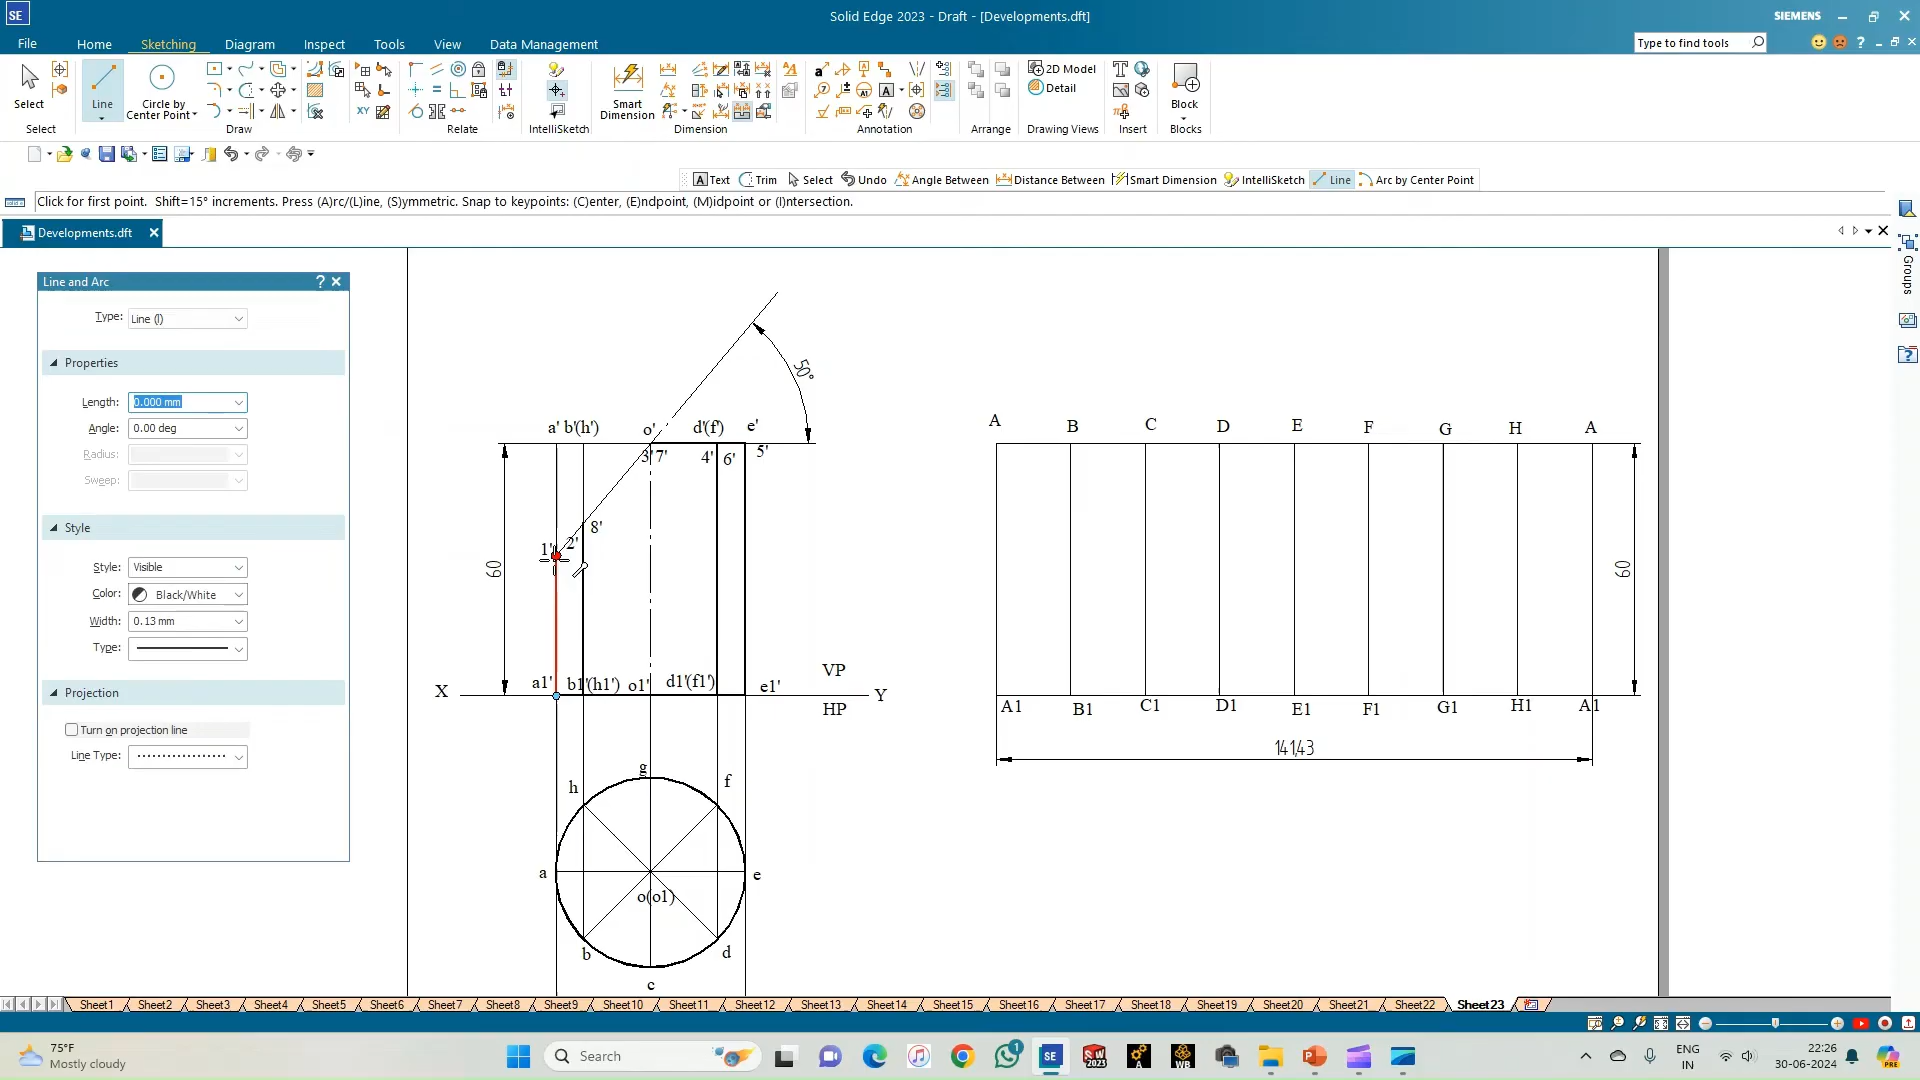 SE
Solid Edge 2023 - Draft - [Developments.dft]
SIEMENS
File Home Sketching Diagram Inspect Tools View Data Management
Type to find tools
Select
Line
Circle by
Center Point
Smart
Dimension
2D Model
Detail
Block
Select Draw Relate IntelliSketch Dimension Annotation Arrange Drawing Views Insert Blocks
Text Trim Select Undo Angle Between Distance Between Smart Dimension IntelliSketch Line Arc by Center Point
Click for first point. Shift=15° increments. Press (A)rc/(L)ine, (S)ymmetric. Snap to keypoints: (C)enter, (E)ndpoint, (M)idpoint or (I)ntersection.
Developments.dft
Groups
Line and Arc
Type: Line (l)
Properties
Length: 0.000 mm
Angle: 0.00 deg
Radius:
Sweep:
Style
Style: Visible
Color: Black/White
Width: 0.13 mm
Type:
Projection
Turn on projection line
Line Type:
50°
a' b'(h') o' d'(f') e'
3' 7' 4' 6' 5'
8'
1' 2'
60
a1' b1'(h1') o1' d1'(f1') e1'
X Y
VP
HP
g
h f
a e
o(o1)
b d
c
A B C D E F G H A
60
A1 B1 C1 D1 E1 F1 G1 H1 A1
141,43
Sheet1 Sheet2 Sheet3 Sheet4 Sheet5 Sheet6 Sheet7 Sheet8 Sheet9 Sheet10 Sheet11 Sheet12 Sheet13 Sheet14 Sheet15 Sheet16 Sheet17 Sheet18 Sheet19 Sheet20 Sheet21 Sheet22 Sheet23
75°F
Mostly cloudy
Search
1
SE
SW
2023
A
WB
ENG
IN
22:26
30-06-2024
PRE